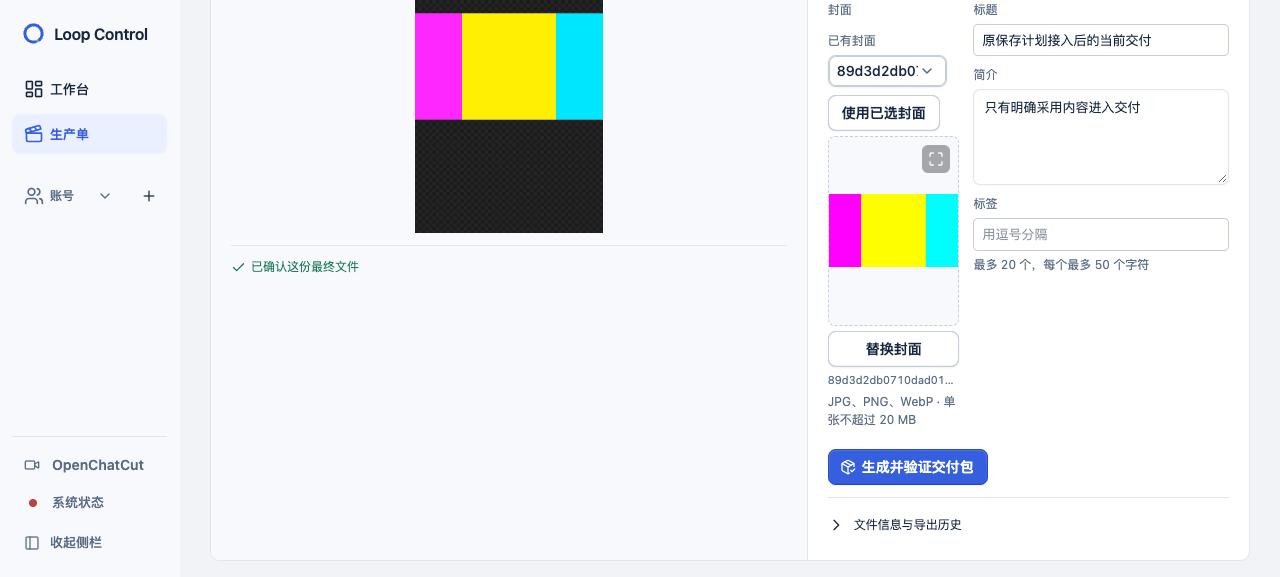 Loop Control
工作台
生产单
账号
OpenChatCut
系统状态
收起侧栏
已确认这份最终文件
封面
已有封面
89d3d2db07
使用已选封面
替换封面
89d3d2db0710dad01...
JPG、PNG、WebP · 单
张不超过 20 MB
生成并验证交付包
文件信息与导出历史
标题
原保存计划接入后的当前交付
简介
只有明确采用内容进入交付
标签
用逗号分隔
最多 20 个，每个最多 50 个字符